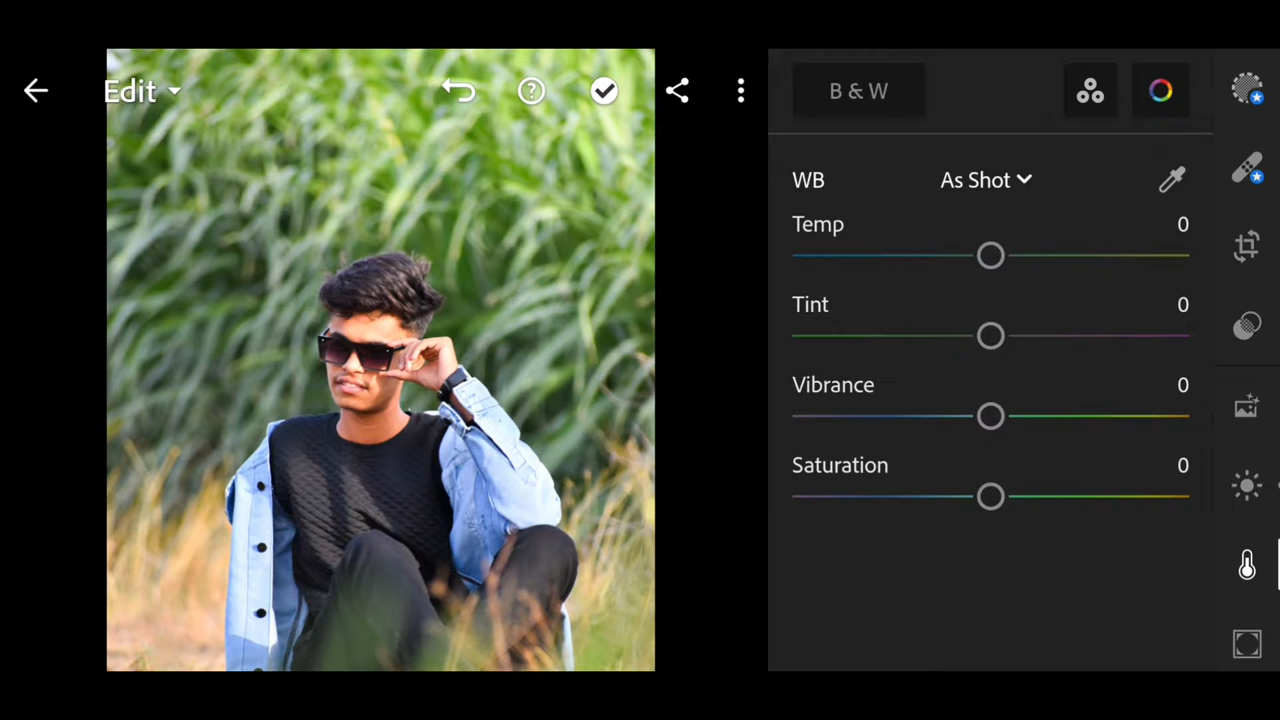 Edit
B & W
WB As Shot
Temp 0
Tint 0
Vibrance 0
Saturation 0